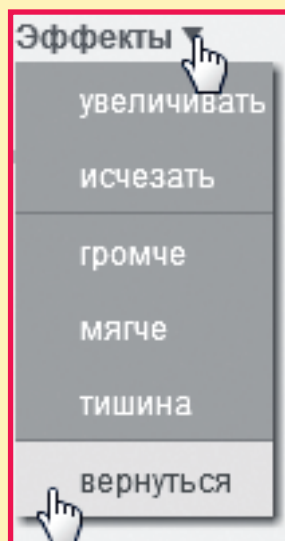 Эффекты
увеличивать
исчезать
громче
мягче
тишина
вернуться